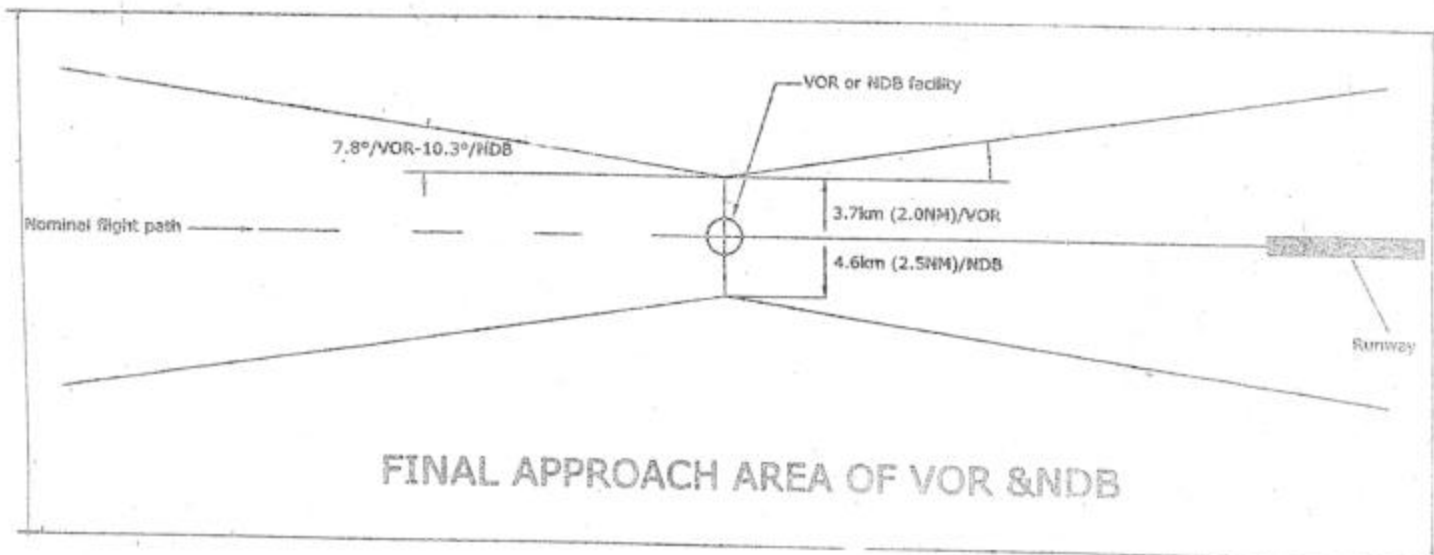 VOR or NDB facility
7.8°/VOR-10.3°/NDB
3.7km (2.0NM)/VOR
Nominal flight path
4.6km (2.5NM)/NDB
Runway
FINAL APPROACH AREA OF VOR &NDB